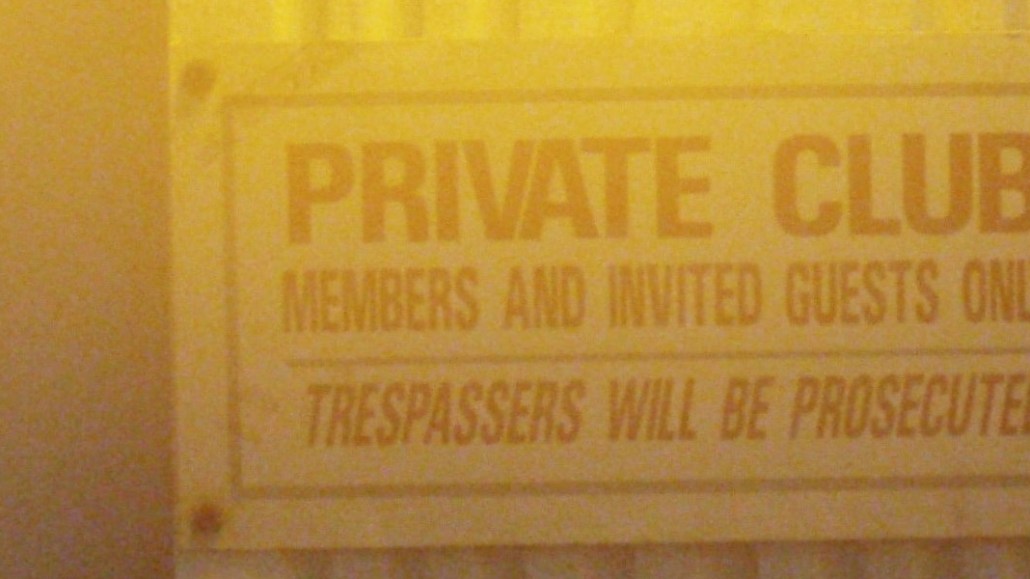 PRIVATE CLUB
MEMBERS AND INVITED GUESTS ONL
TRESPASSERS WILL BE PROSECUTE